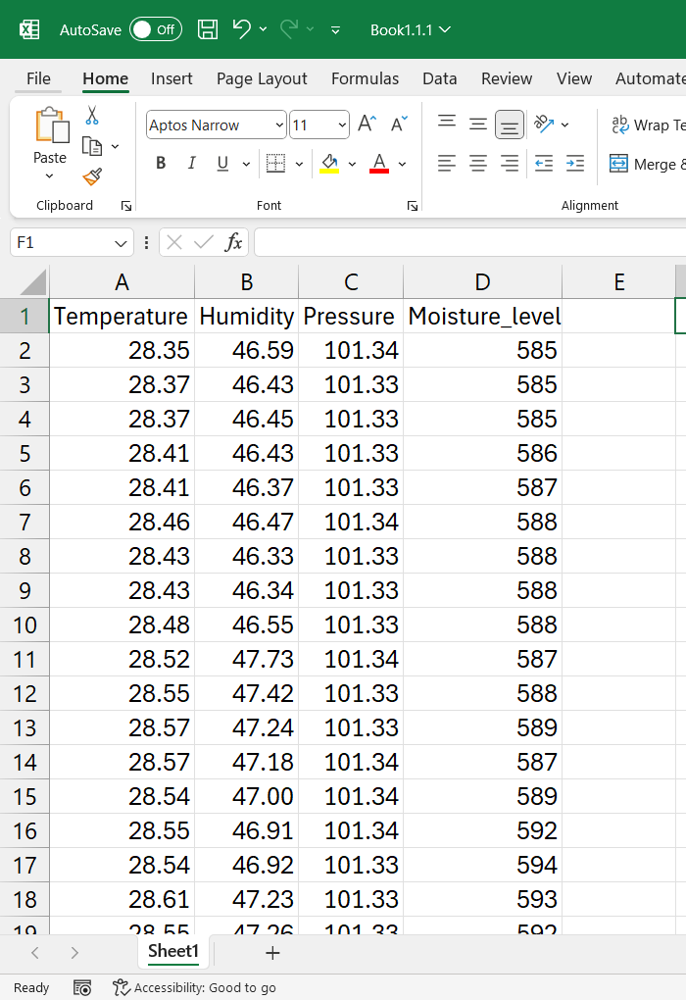 AutoSave Off Book1.1.1
File Home Insert Page Layout Formulas Data Review View Automate
Paste Aptos Narrow 11 A A ab Wrap Te
B I U A Merge &
Clipboard Font Alignment
F1 fx
A B C D E
1 Temperature Humidity Pressure Moisture_level
2 28.35 46.59 101.34 585
3 28.37 46.43 101.33 585
4 28.37 46.45 101.33 585
5 28.41 46.43 101.33 586
6 28.41 46.37 101.33 587
7 28.46 46.47 101.34 588
8 28.43 46.33 101.33 588
9 28.43 46.34 101.33 588
10 28.48 46.55 101.33 588
11 28.52 47.73 101.34 587
12 28.55 47.42 101.33 588
13 28.57 47.24 101.33 589
14 28.57 47.18 101.34 587
15 28.54 47.00 101.34 589
16 28.55 46.91 101.34 592
17 28.54 46.92 101.33 594
18 28.61 47.23 101.33 593
19 28.55 47.26 101.33 592
Sheet1
Ready Accessibility: Good to go